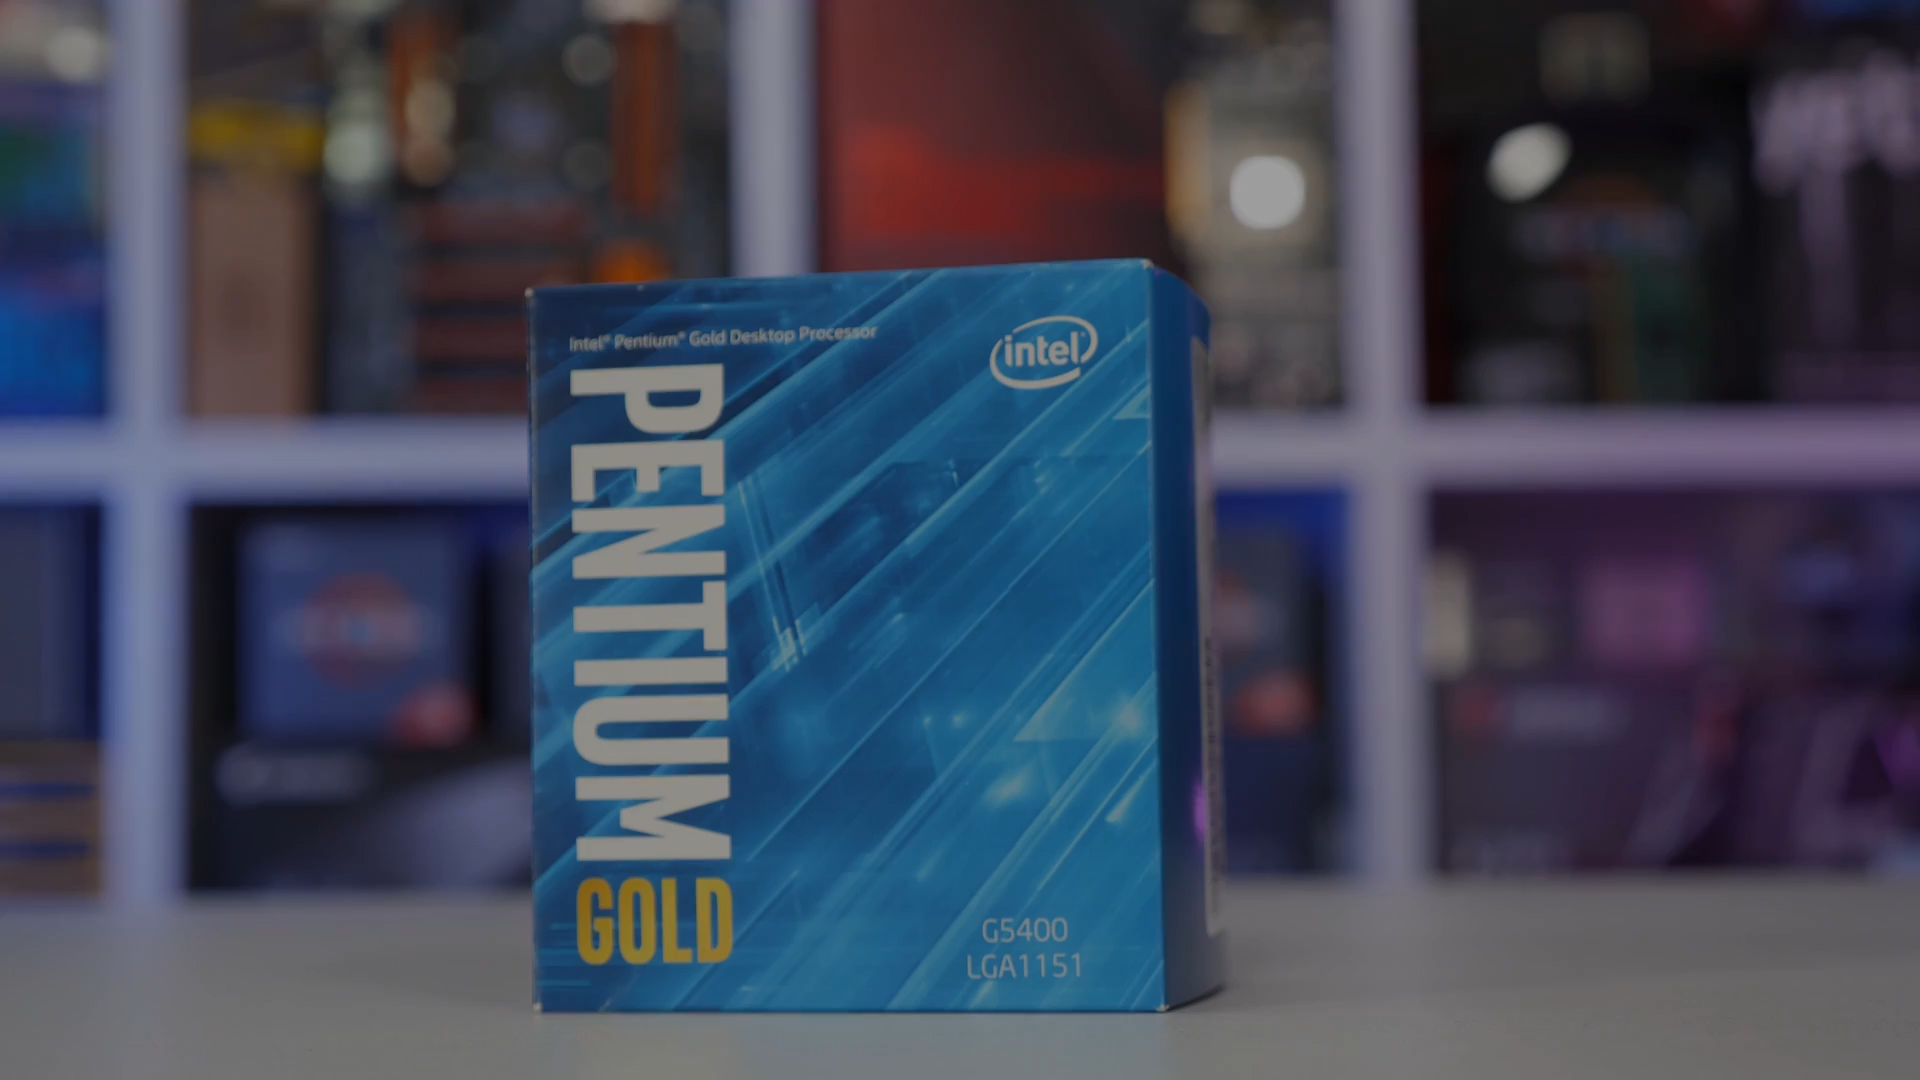 Intel® Pentium® Gold Desktop Processor
intel
PENTIUM
GOLD
G5400
LGA1151